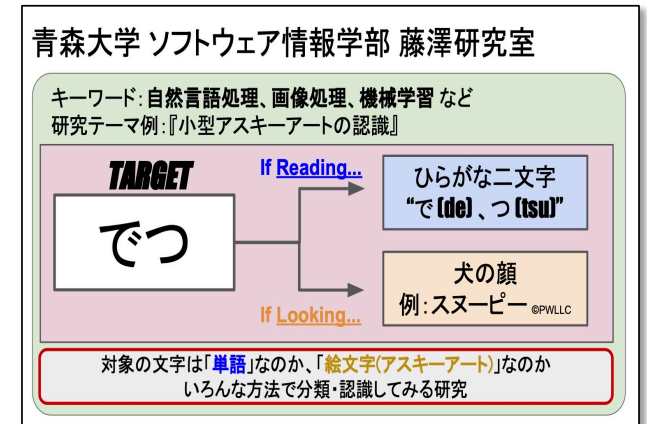 青森大学 ソフトウェア情報学部 藤澤研究室
キーワード：自然言語処理、画像処理、機械学習 など
研究テーマ例：『小型アスキーアートの認識』
TARGET
でつ
If Reading...
ひらがな二文字
“で (de) 、つ (tsu)”
If Looking...
犬の顔
例：スヌーピー ©PWLLC
対象の文字は「単語」なのか、「絵文字(アスキーアート)」なのか
いろんな方法で分類・認識してみる研究